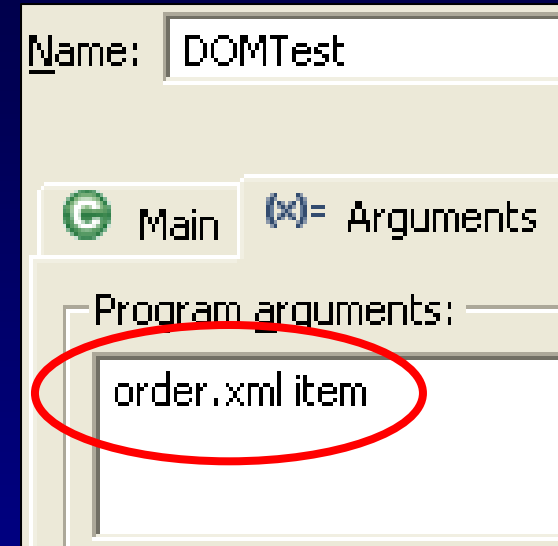 Name: DOMTest
C Main (x)= Arguments
Program arguments:
order.xml item